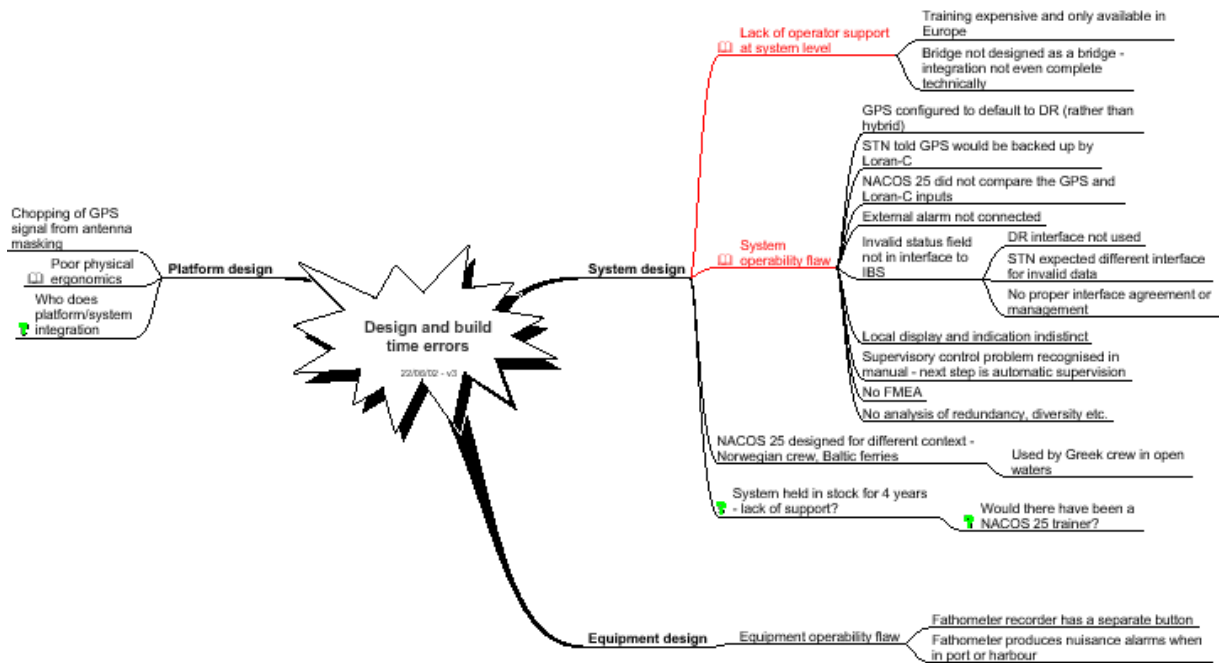 Training expensive and only available in
Europe
Lack of operator support
at system level
Bridge not designed as a bridge -
integration not even complete
technically
GPS configured to default to DR (rather than
hybrid)
STN told GPS would be backed up by
Loran-C
NACOS 25 did not compare the GPS and
Loran-C inputs
External alarm not connected
System
operability flaw
Invalid status field
not in interface to
IBS
DR interface not used
STN expected different interface
for invalid data
No proper interface agreement or
management
Local display and indication indistinct
Supervisory control problem recognised in
manual - next step is automatic supervision
No FMEA
No analysis of redundancy, diversity etc.
Chopping of GPS
signal from antenna
masking
Poor physical
ergonomics
Who does
platform/system
integration
Platform design
System design
Design and build
time errors
22/06/02 - v3
NACOS 25 designed for different context -
Norwegian crew, Baltic ferries
Used by Greek crew in open
waters
System held in stock for 4 years
- lack of support?
Would there have been a
NACOS 25 trainer?
Equipment design
Equipment operability flaw
Fathometer recorder has a separate button
Fathometer produces nuisance alarms when
in port or harbour